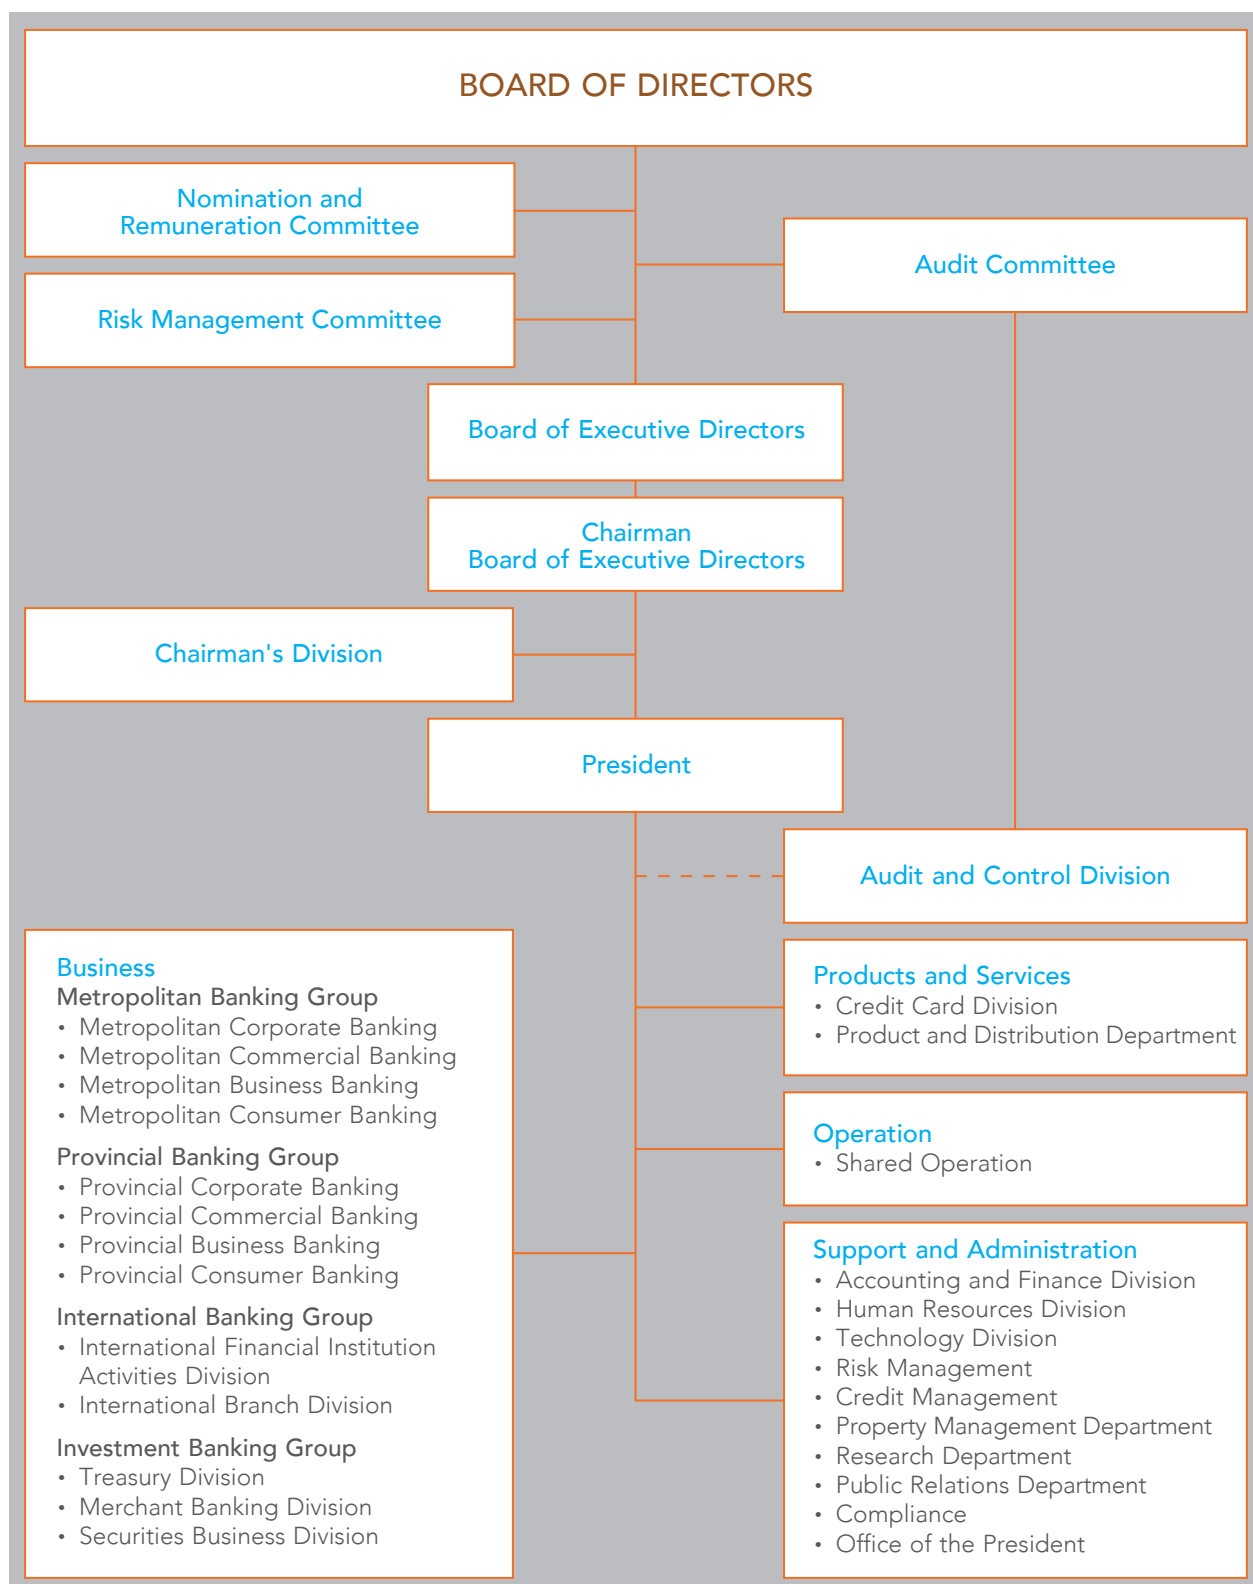 BOARD OF DIRECTORS
Nomination and
Remuneration Committee
Audit Committee
Risk Management Committee
Board of Executive Directors
Chairman
Board of Executive Directors
Chairman's Division
President
Audit and Control Division
Business
Metropolitan Banking Group
• Metropolitan Corporate Banking
• Metropolitan Commercial Banking
• Metropolitan Business Banking
• Metropolitan Consumer Banking
Provincial Banking Group
• Provincial Corporate Banking
• Provincial Commercial Banking
• Provincial Business Banking
• Provincial Consumer Banking
International Banking Group
• International Financial Institution
Activities Division
• International Branch Division
Investment Banking Group
• Treasury Division
• Merchant Banking Division
• Securities Business Division
Products and Services
• Credit Card Division
• Product and Distribution Department
Operation
• Shared Operation
Support and Administration
• Accounting and Finance Division
• Human Resources Division
• Technology Division
• Risk Management
• Credit Management
• Property Management Department
• Research Department
• Public Relations Department
• Compliance
• Office of the President